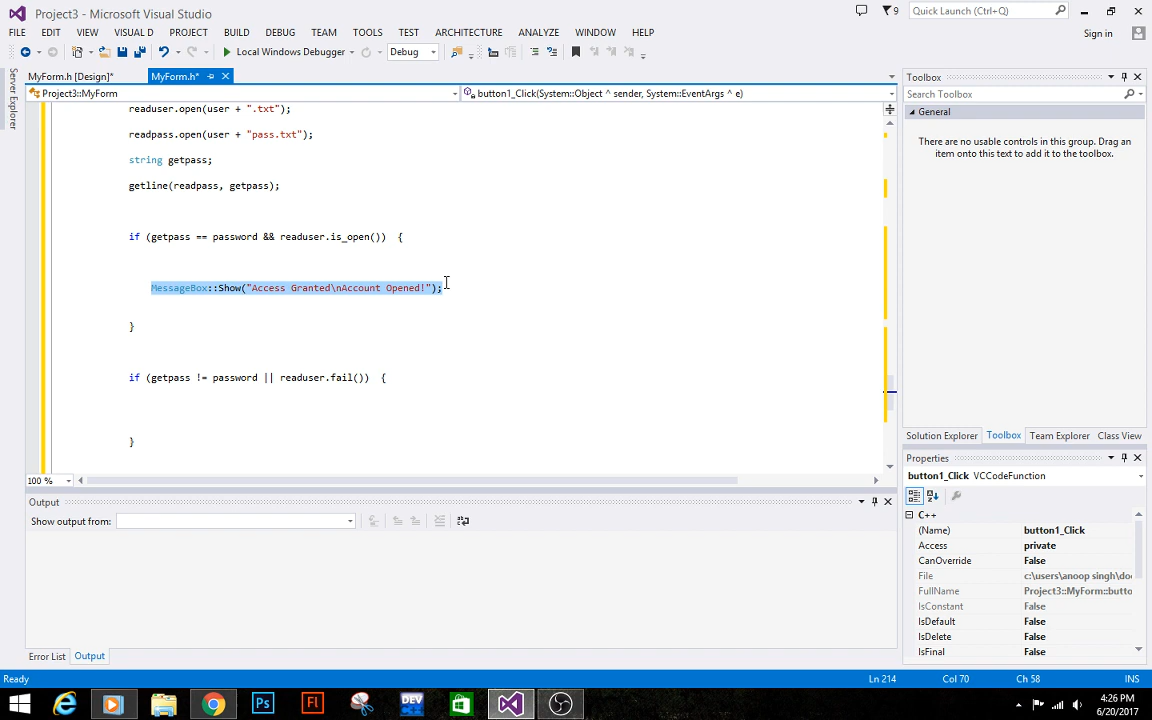 Project3 - Microsoft Visual Studio
9
Quick Launch (Ctrl+Q)
FILE EDIT VIEW VISUAL D PROJECT BUILD DEBUG TEAM TOOLS TEST ARCHITECTURE ANALYZE WINDOW HELP
Sign in
Local Windows Debugger
Debug
Server Explorer
MyForm.h [Design]*
MyForm.h*
Project3::MyForm
button1_Click(System::Object ^ sender, System::EventArgs ^ e)
readuser.open(user + ".txt");
readpass.open(user + "pass.txt");
string getpass;
getline(readpass, getpass);
if (getpass == password && readuser.is_open()) {
MessageBox::Show("Access Granted\nAccount Opened!");
}
if (getpass != password || readuser.fail()) {
}
100 %
Output
Show output from:
Error List
Output
Toolbox
Search Toolbox
General
There are no usable controls in this group. Drag an
item onto this text to add it to the toolbox.
Solution Explorer Toolbox Team Explorer Class View
Properties
button1_Click VCCodeFunction
C++
(Name) button1_Click
Access private
CanOverride False
File c:\users\anoop singh\do
FullName Project3::MyForm::butto
IsConstant False
IsDefault False
IsDelete False
IsFinal False
Ready
Ln 214
Col 70
Ch 58
INS
Ps
Fl
DEV
4:26 PM
6/20/2017